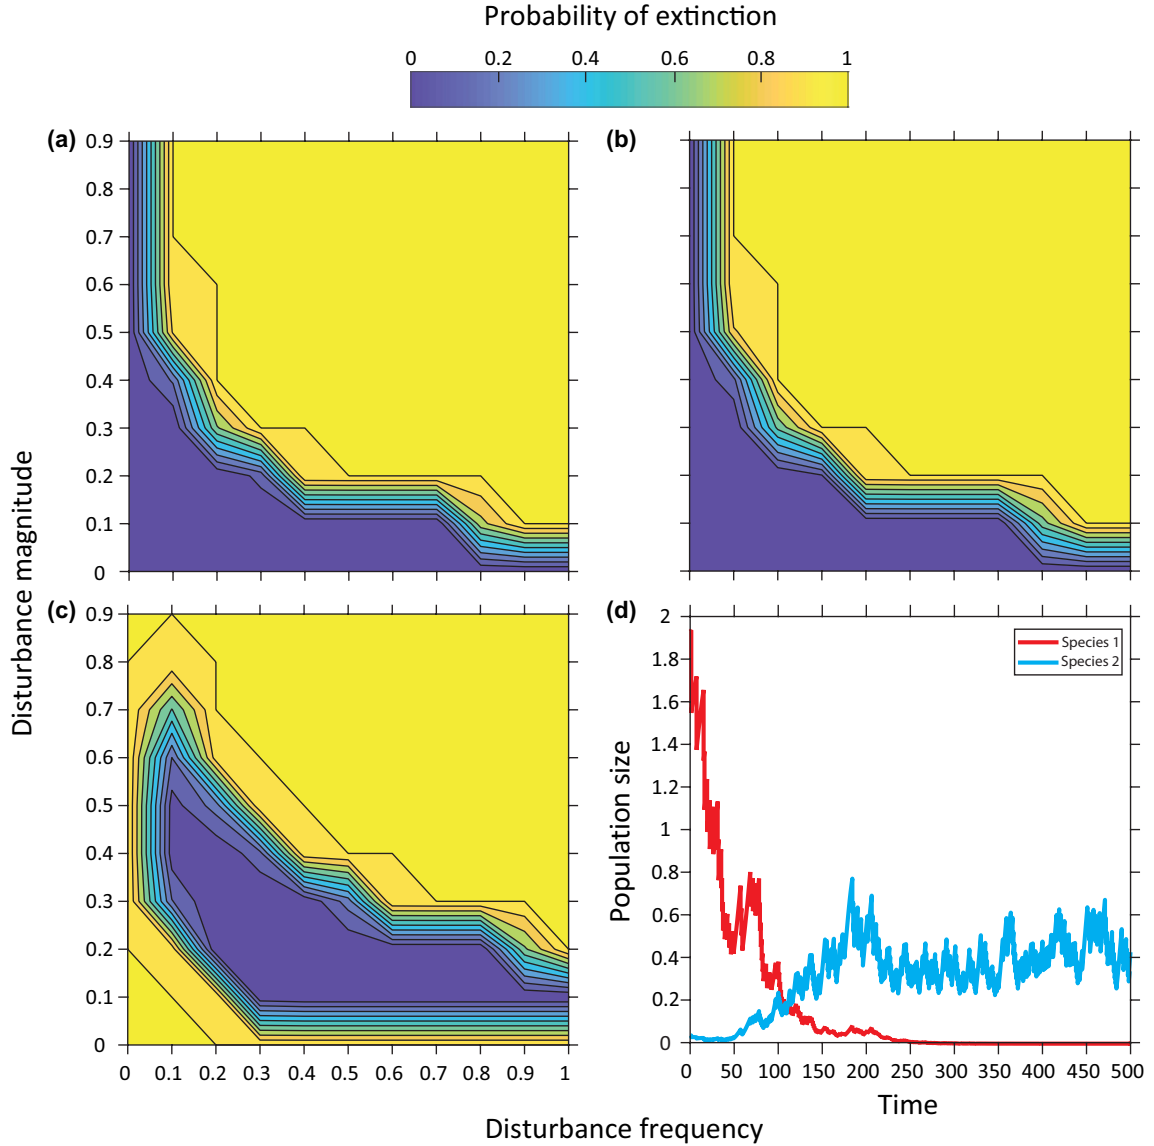 Probability of extinction
0 0.2 0.4 0.6 0.8 1
(a) (b)
0.9
0.8
0.7
0.6
0.5
0.4
0.3
0.2
0.1
0
Disturbance magnitude
(c)
0.9
0.8
0.7
0.6
0.5
0.4
0.3
0.2
0.1
0
0 0.1 0.2 0.3 0.4 0.5 0.6 0.7 0.8 0.9 1
Disturbance frequency
(d)
2
1.8
1.6
1.4
1.2
1
0.8
0.6
0.4
0.2
0
Population size
Species 1
Species 2
0 50 100 150 200 250 300 350 400 450 500
Time